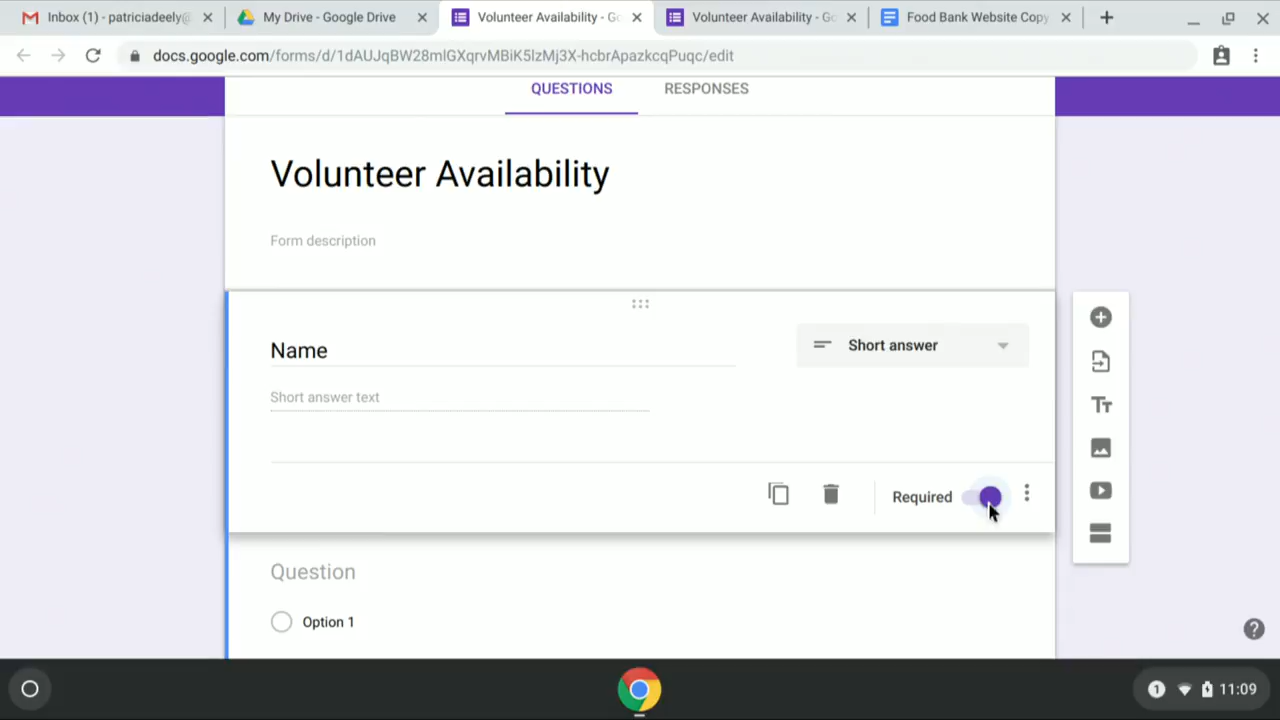 Inbox (1) - patriciadeely@
My Drive - Google Drive
Volunteer Availability - Go
Volunteer Availability - Go
Food Bank Website Copy
docs.google.com/forms/d/1dAUJqBW28mlGXqrvMBiK5lzMj3X-hcbrApazkcqPuqc/edit
QUESTIONS
RESPONSES
Volunteer Availability
Form description
Name
Short answer
Short answer text
Required
Question
Option 1
1
11:09